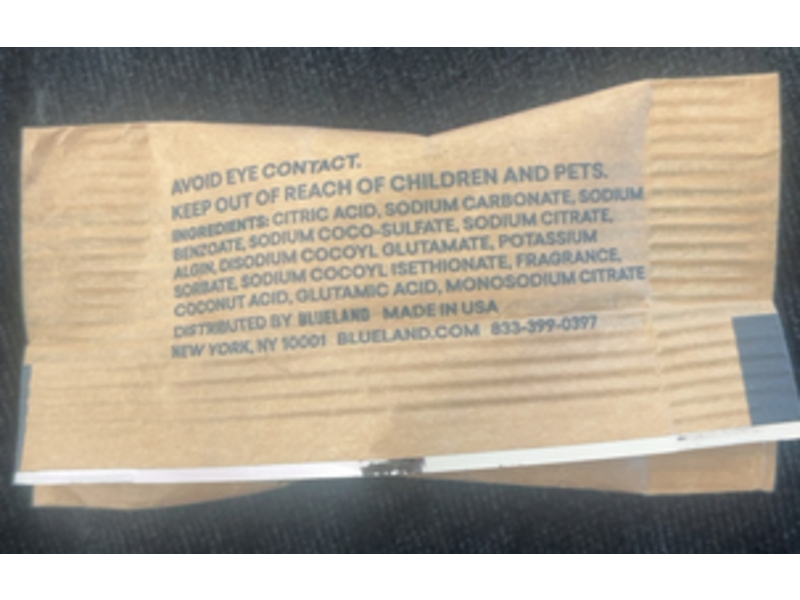 AVOID EYE CONTACT.
KEEP OUT OF REACH OF CHILDREN AND PETS.
INGREDIENTS: CITRIC ACID, SODIUM CARBONATE, SODIUM
BENZOATE, SODIUM COCO-SULFATE, SODIUM CITRATE,
ALGIN, DISODIUM COCOYL GLUTAMATE, POTASSIUM
SORBATE, SODIUM COCOYL ISETHIONATE, FRAGRANCE,
COCONUT ACID, GLUTAMIC ACID, MONOSODIUM CITRATE
DISTRIBUTED BY BLUELAND MADE IN USA
NEW YORK, NY 10001 BLUELAND.COM 833-399-0397